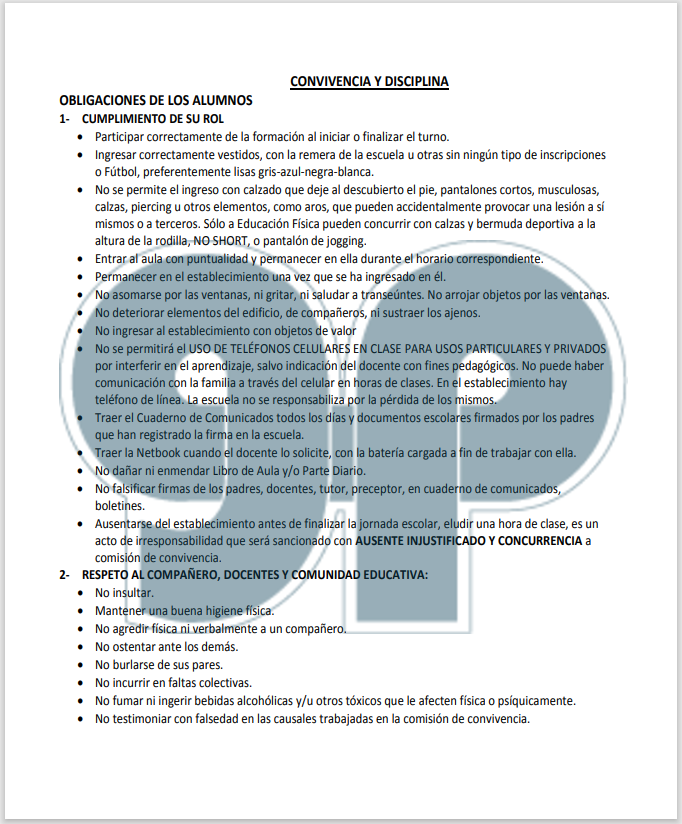 CONVIVENCIA Y DISCIPLINA
OBLIGACIONES DE LOS ALUMNOS
1- CUMPLIMIENTO DE SU ROL
• Participar correctamente de la formación al iniciar o finalizar el turno.
• Ingresar correctamente vestidos, con la remera de la escuela u otras sin ningún tipo de inscripciones
o Fútbol, preferentemente lisas gris-azul-negra-blanca.
• No se permite el ingreso con calzado que deje al descubierto el pie, pantalones cortos, musculosas,
calzas, piercing u otros elementos, como aros, que pueden accidentalmente provocar una lesión a sí
mismos o a terceros. Sólo a Educación Física pueden concurrir con calzas y bermuda deportiva a la
altura de la rodilla, NO SHORT, o pantalón de jogging.
• Entrar al aula con puntualidad y permanecer en ella durante el horario correspondiente.
• Permanecer en el establecimiento una vez que se ha ingresado en él.
• No asomarse por las ventanas, ni gritar, ni saludar a transeúntes. No arrojar objetos por las ventanas.
• No deteriorar elementos del edificio, de compañeros, ni sustraer los ajenos.
• No ingresar al establecimiento con objetos de valor
• No se permitirá el USO DE TELÉFONOS CELULARES EN CLASE PARA USOS PARTICULARES Y PRIVADOS
por interferir en el aprendizaje, salvo indicación del docente con fines pedagógicos. No puede haber
comunicación con la familia a través del celular en horas de clases. En el establecimiento hay
teléfono de línea. La escuela no se responsabiliza por la pérdida de los mismos.
• Traer el Cuaderno de Comunicados todos los días y documentos escolares firmados por los padres
que han registrado la firma en la escuela.
• Traer la Netbook cuando el docente lo solicite, con la batería cargada a fin de trabajar con ella.
• No dañar ni enmendar Libro de Aula y/o Parte Diario.
• No falsificar firmas de los padres, docentes, tutor, preceptor, en cuaderno de comunicados,
boletines.
• Ausentarse del establecimiento antes de finalizar la jornada escolar, eludir una hora de clase, es un
acto de irresponsabilidad que será sancionado con AUSENTE INJUSTIFICADO Y CONCURRENCIA a
comisión de convivencia.
2- RESPETO AL COMPAÑERO, DOCENTES Y COMUNIDAD EDUCATIVA:
• No insultar.
• Mantener una buena higiene física.
• No agredir física ni verbalmente a un compañero.
• No ostentar ante los demás.
• No burlarse de sus pares.
• No incurrir en faltas colectivas.
• No fumar ni ingerir bebidas alcohólicas y/u otros tóxicos que le afecten física o psíquicamente.
• No testimoniar con falsedad en las causales trabajadas en la comisión de convivencia.